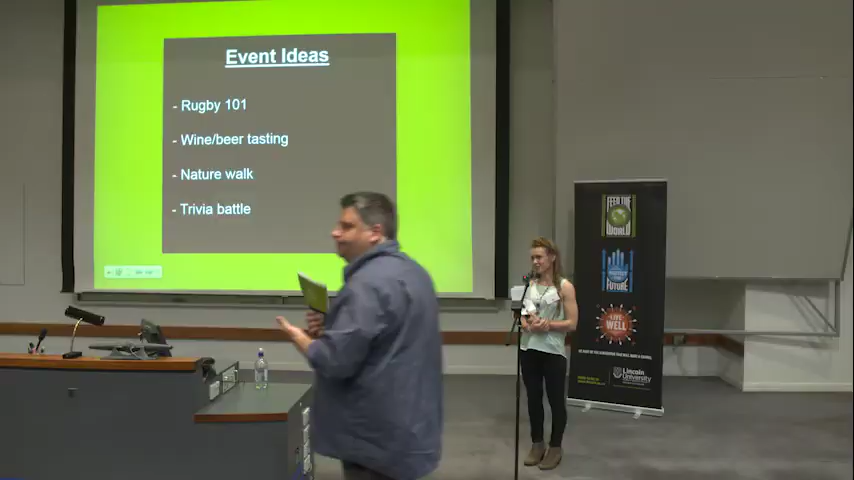 Event Ideas
- Rugby 101
- Wine/beer tasting
- Nature walk
- Trivia battle
FEED THE
WORLD
PROTECT
FUTURE
LIVE
WELL
Lincoln
University